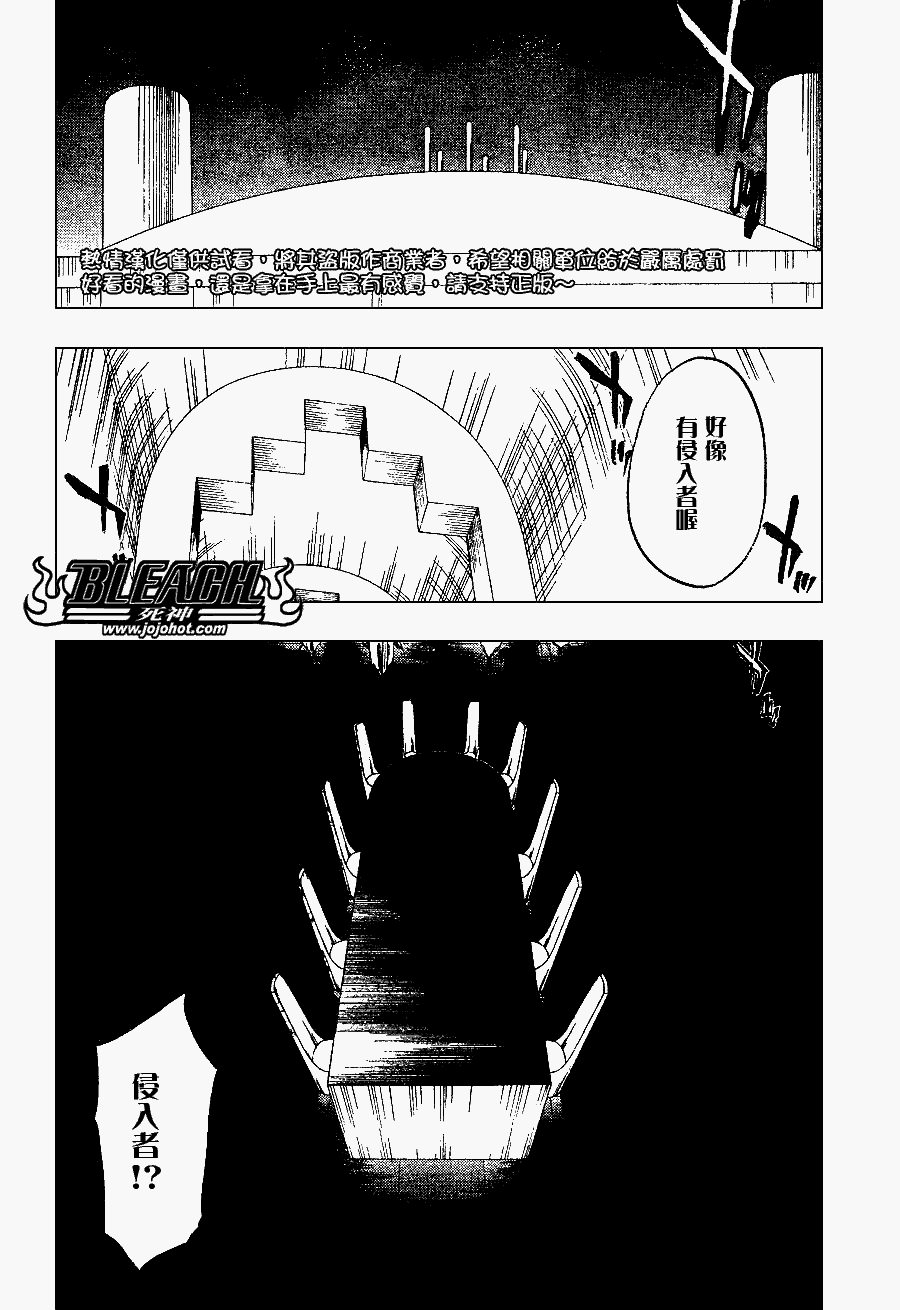 熱情漢化僅供試看，將其盜版作商業者，希望相關單位給於嚴厲處罰
好看的漫畫，還是拿在手上最有感覺，請支持正版～
好像
有侵入者喔
BLEACH
死神
www.jojohot.com
侵入者!?